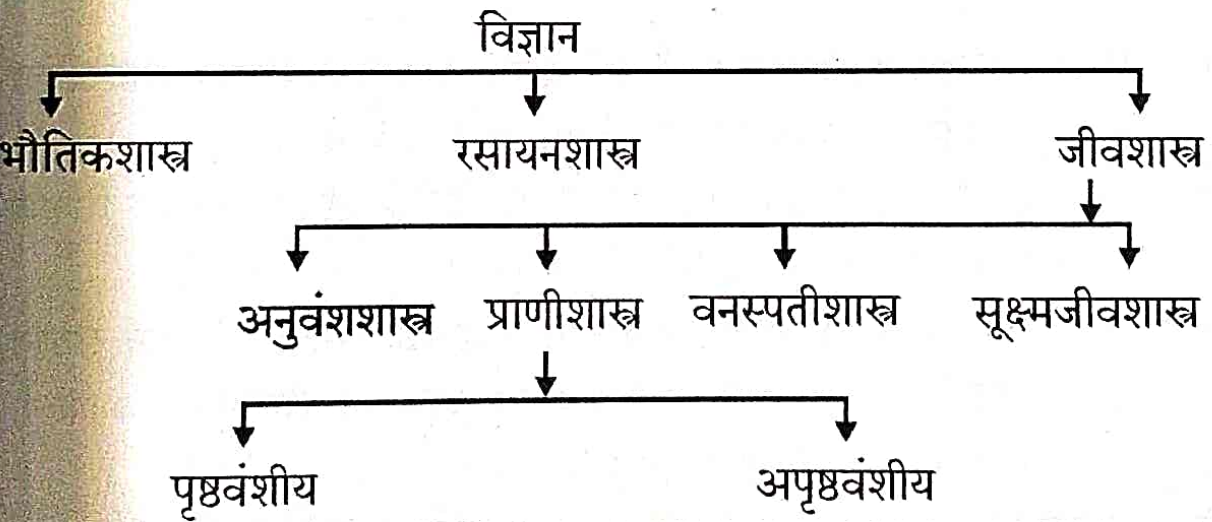 विज्ञान
भौतिकशास्त्र रसायनशास्त्र जीवशास्त्र
अनुवंशशास्त्र प्राणीशास्त्र वनस्पतीशास्त्र सूक्ष्मजीवशास्त्र
पृष्ठवंशीय अपृष्ठवंशीय